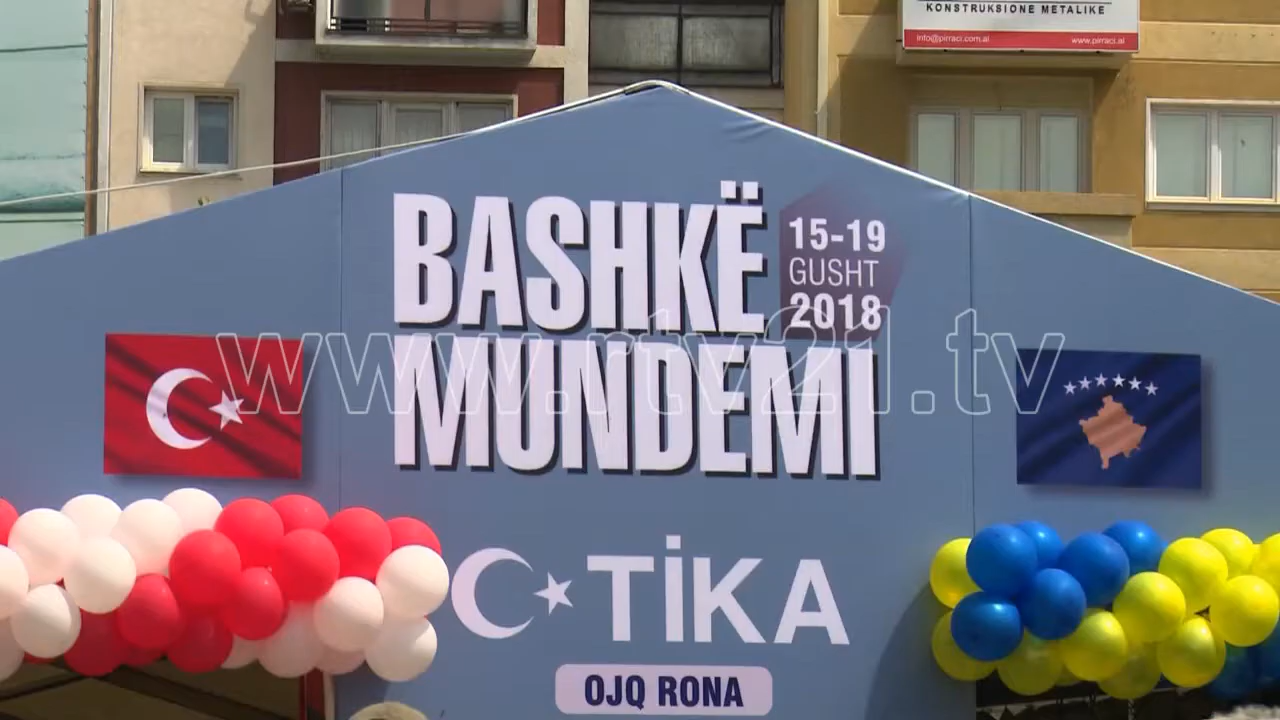 KONSTRUKSIONE METALIKE
info@pirraci.com.al www.pirraci.al
BASHKË
MUNDEMI
15-19
GUSHT
2018
www.rtv21.tv
TİKA
OJQ RONA